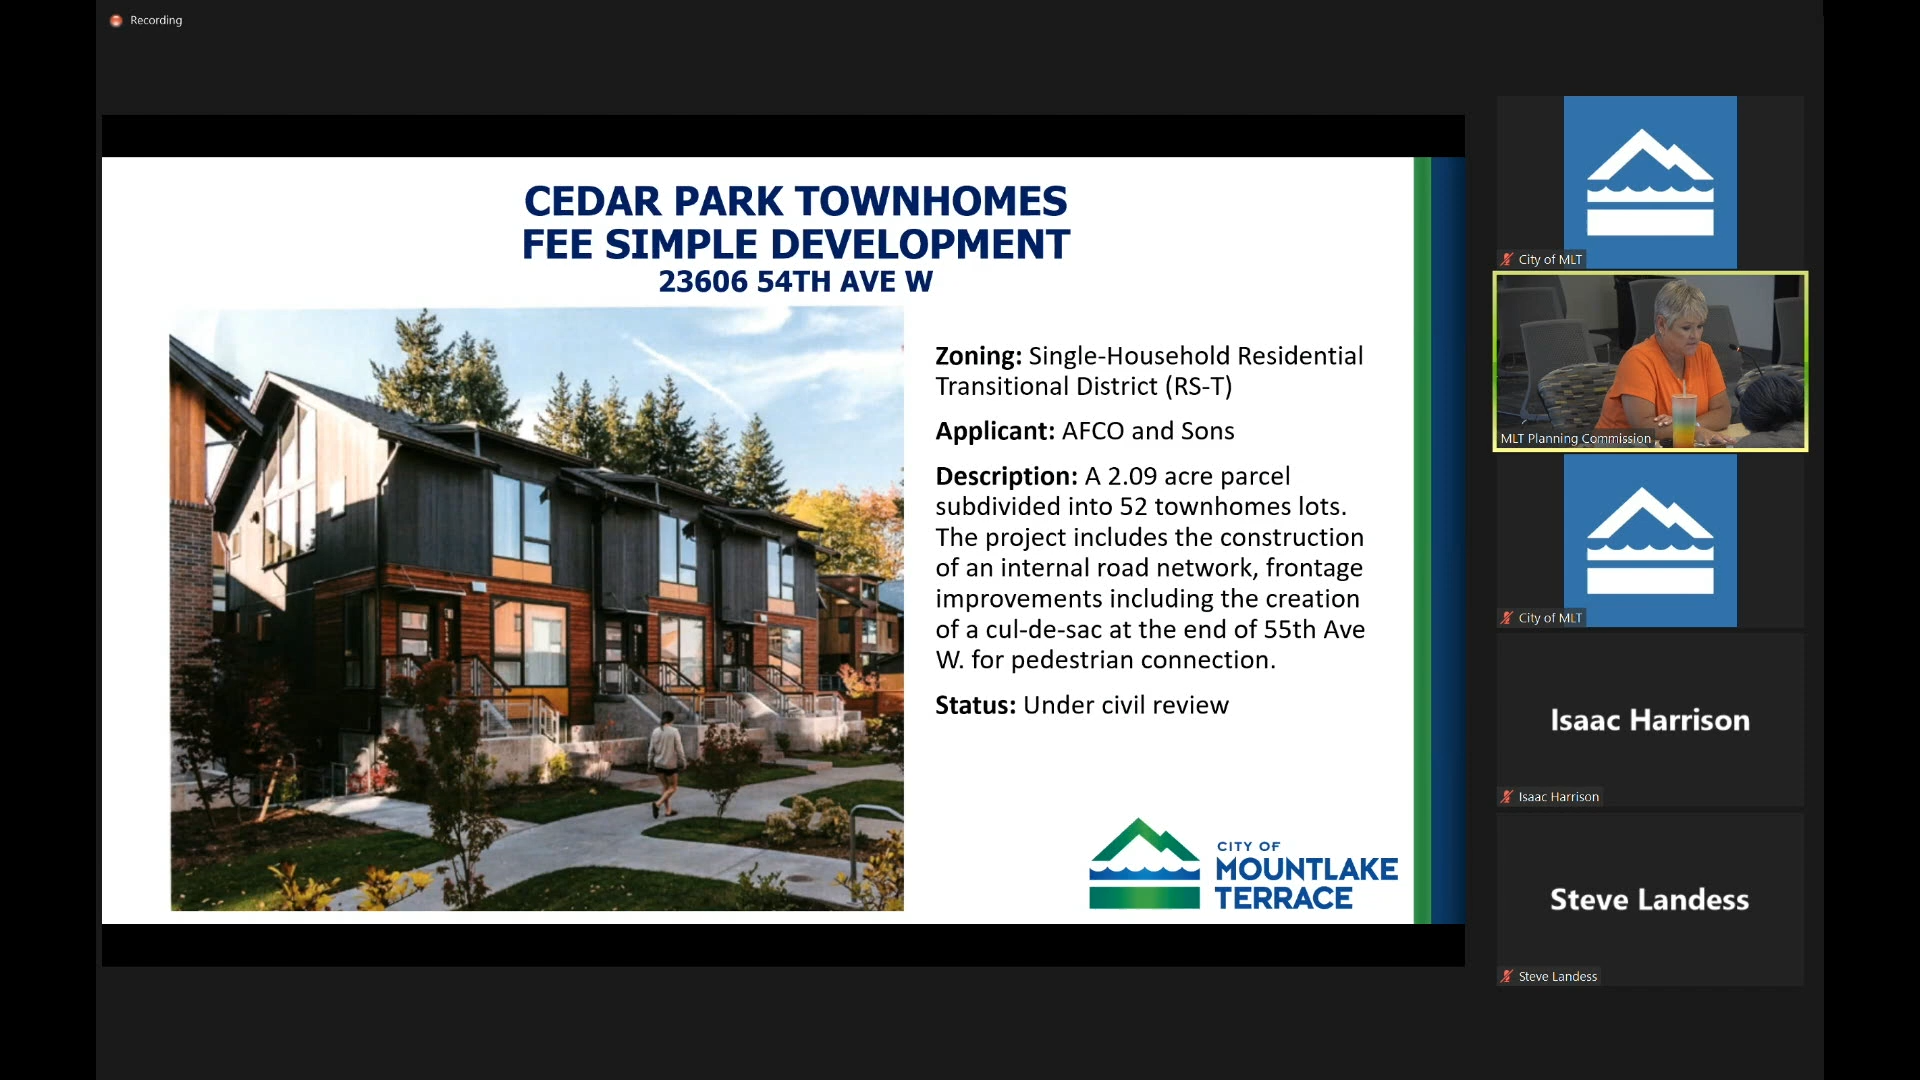 Recording
CEDAR PARK TOWNHOMES
FEE SIMPLE DEVELOPMENT
23606 54TH AVE W
Zoning: Single-Household Residential
Transitional District (RS-T)
Applicant: AFCO and Sons
Description: A 2.09 acre parcel
subdivided into 52 townhomes lots.
The project includes the construction
of an internal road network, frontage
improvements including the creation
of a cul-de-sac at the end of 55th Ave
W. for pedestrian connection.
Status: Under civil review
CITY OF
MOUNTLAKE
TERRACE
City of MLT
MLT Planning Commission
City of MLT
Isaac Harrison
Isaac Harrison
Steve Landess
Steve Landess